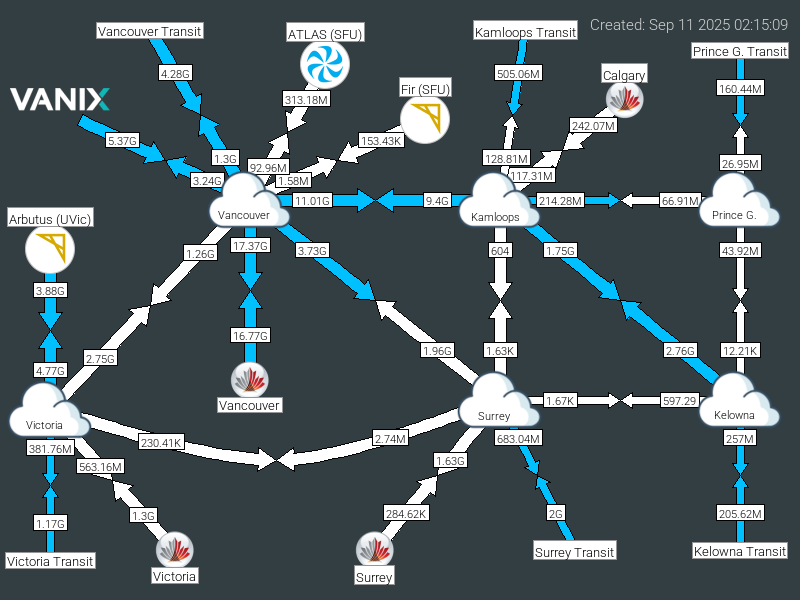 Created: Sep 11 2025 02:15:09
Vancouver Transit
ATLAS (SFU)
Kamloops Transit
Prince G. Transit
4.28G
505.06M
Calgary
160.44M
VANIX
Fir (SFU)
313.18M
242.07M
5.37G
153.43K
1.3G
92.96M
128.81M
26.95M
3.24G
1.58M
117.31M
11.01G
9.4G
214.28M
66.91M
Vancouver
Kamloops
Prince G.
Arbutus (UVic)
17.37G
3.73G
604
1.75G
43.92M
1.26G
3.88G
16.77G
2.75G
1.96G
1.63K
2.76G
12.21K
4.77G
Vancouver
1.67K
597.29
Victoria
Surrey
Kelowna
381.76M
230.41K
2.74M
683.04M
257M
563.16M
1.63G
1.17G
1.3G
284.62K
2G
205.62M
Victoria Transit
Victoria
Surrey
Surrey Transit
Kelowna Transit